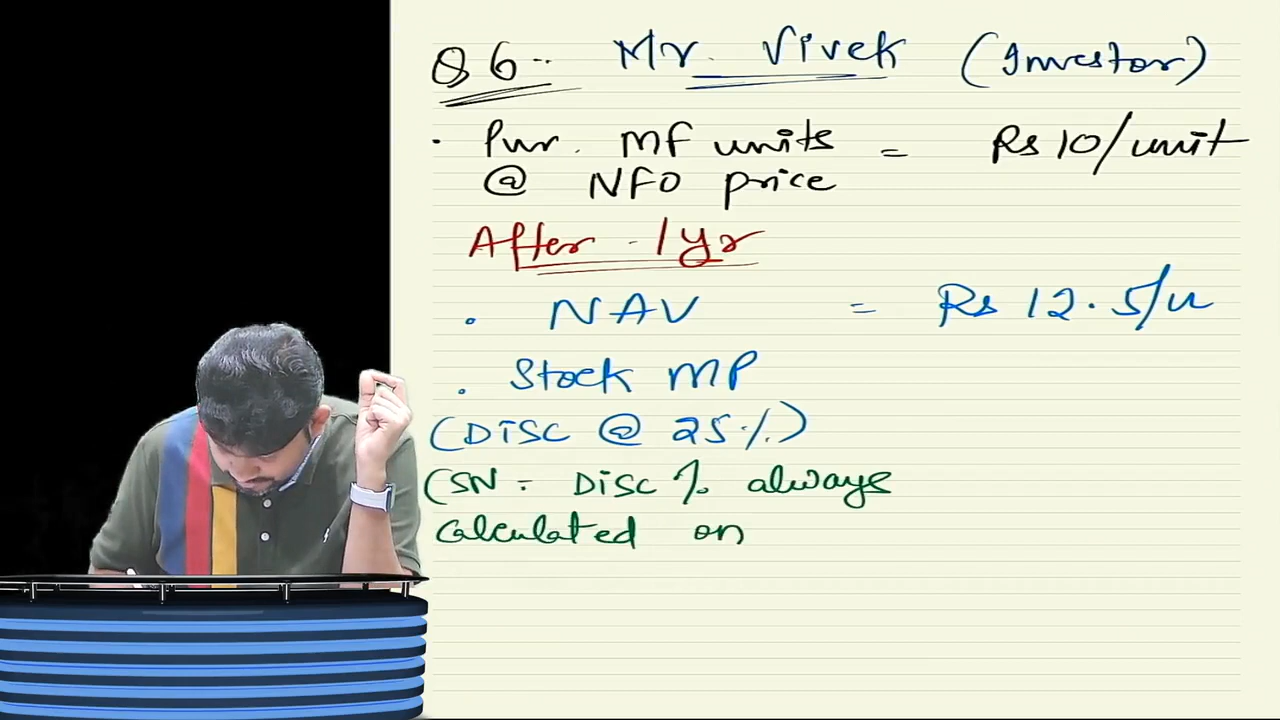 Q6.. Mr. Vivek (Investor)
. Pur. MF units = Rs 10/unit
@ NFO price
After 1yr
. NAV = Rs 12.5/u
. Stock MP
(DISC @ 25%)
(SN: DISC % always
calculated on